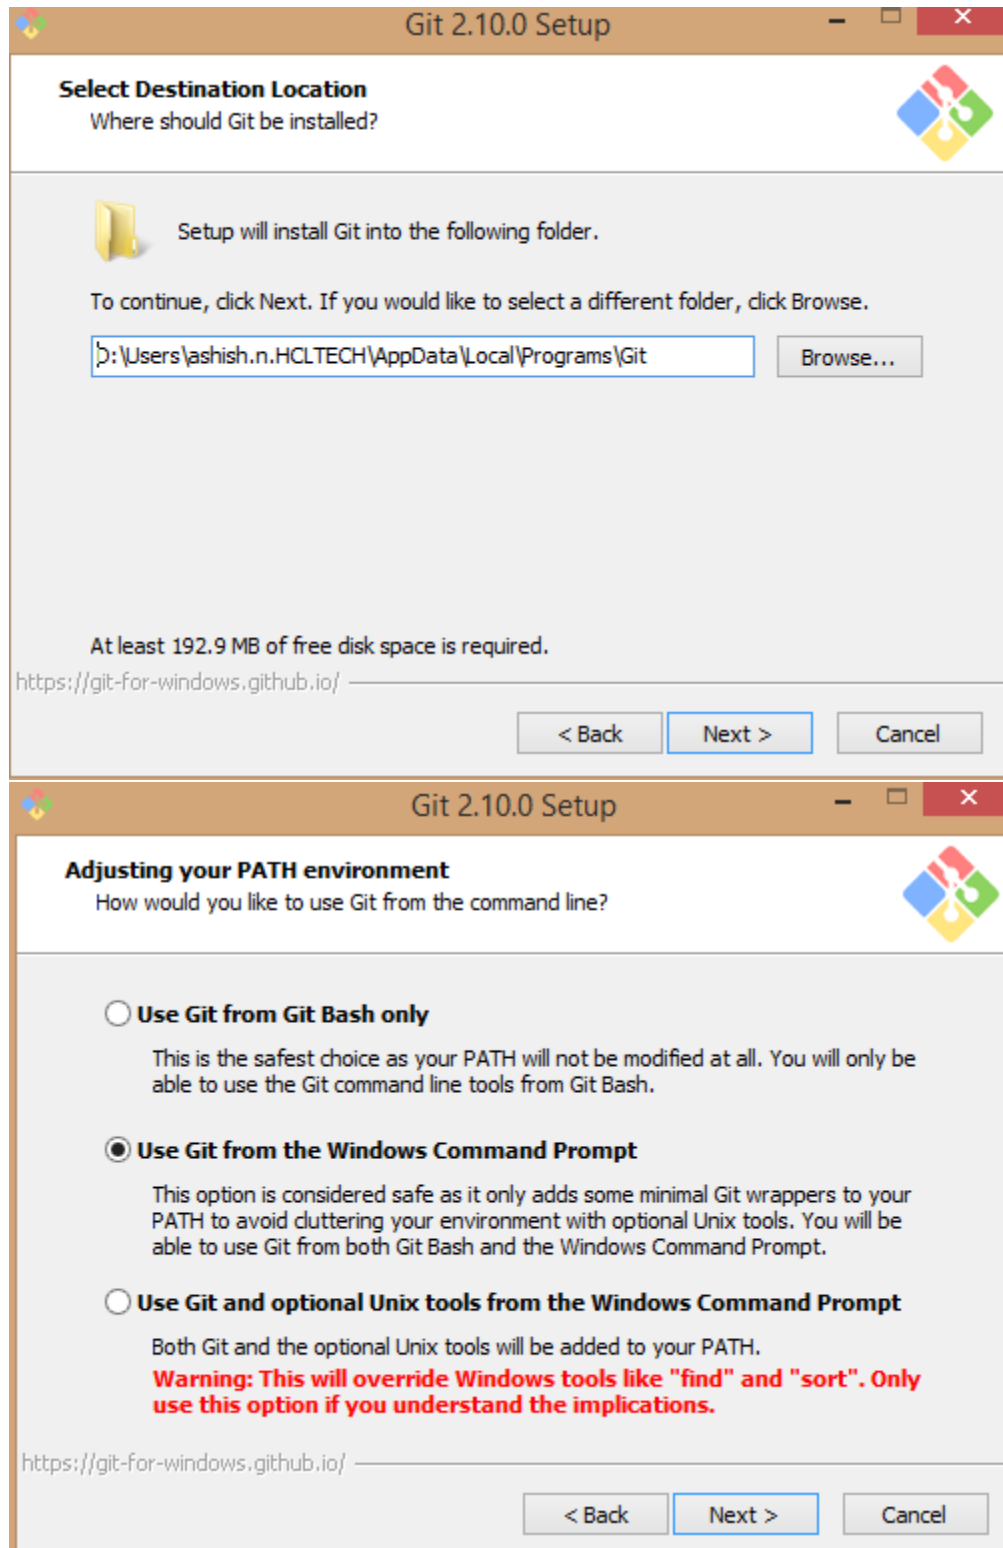 Git 2.10.0 Setup
Select Destination Location
Where should Git be installed?
Setup will install Git into the following folder.
To continue, click Next. If you would like to select a different folder, click Browse.
D:\Users\ashish.n.HCLTECH\AppData\Local\Programs\Git
Browse...
At least 192.9 MB of free disk space is required.
https://git-for-windows.github.io/
< Back Next > Cancel
Git 2.10.0 Setup
Adjusting your PATH environment
How would you like to use Git from the command line?
Use Git from Git Bash only
This is the safest choice as your PATH will not be modified at all. You will only be
able to use the Git command line tools from Git Bash.
Use Git from the Windows Command Prompt
This option is considered safe as it only adds some minimal Git wrappers to your
PATH to avoid cluttering your environment with optional Unix tools. You will be
able to use Git from both Git Bash and the Windows Command Prompt.
Use Git and optional Unix tools from the Windows Command Prompt
Both Git and the optional Unix tools will be added to your PATH.
Warning: This will override Windows tools like "find" and "sort". Only
use this option if you understand the implications.
https://git-for-windows.github.io/
< Back Next > Cancel